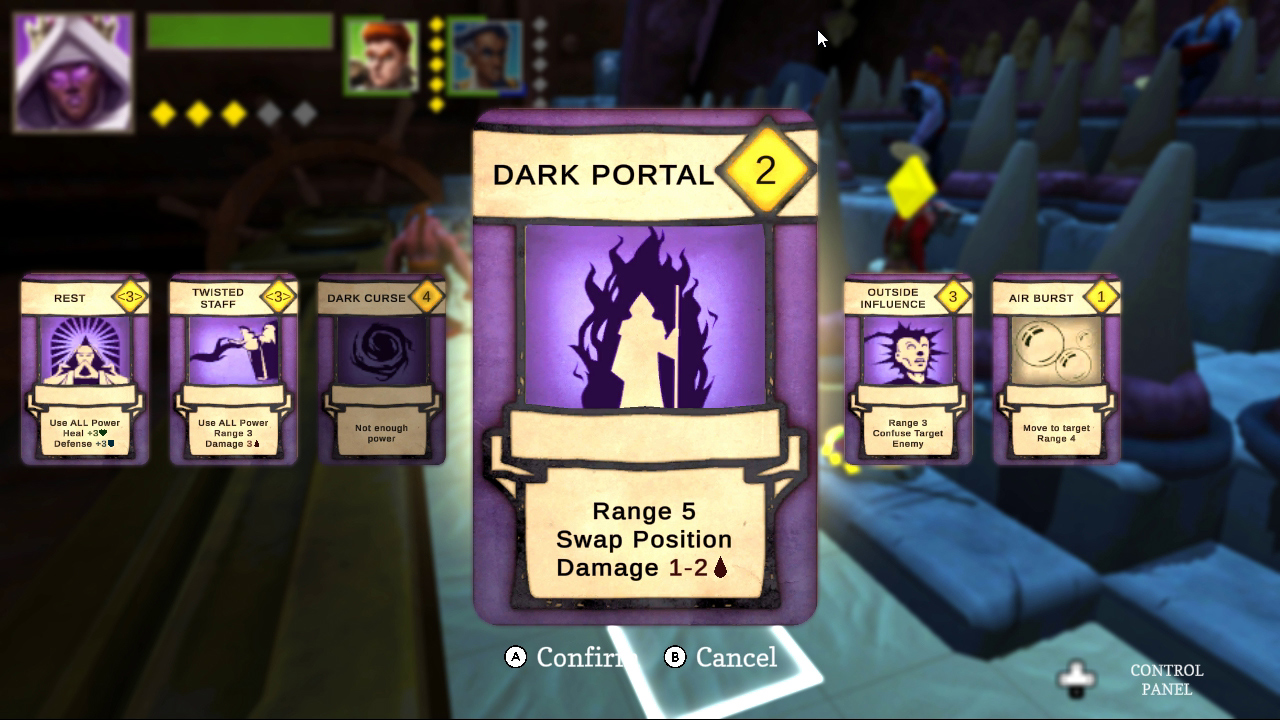 DARK PORTAL
2
Range 5
Swap Position
Damage 1-2
REST
<3>
Use ALL Power
Heal +3
Defense +3
TWISTED
STAFF
<3>
Use ALL Power
Range 3
Damage 3
DARK CURSE
4
Not enough
power
OUTSIDE
INFLUENCE
3
Range 3
Confuse Target
Enemy
AIR BURST
1
Move to target
Range 4
A Confirm
B Cancel
CONTROL
PANEL